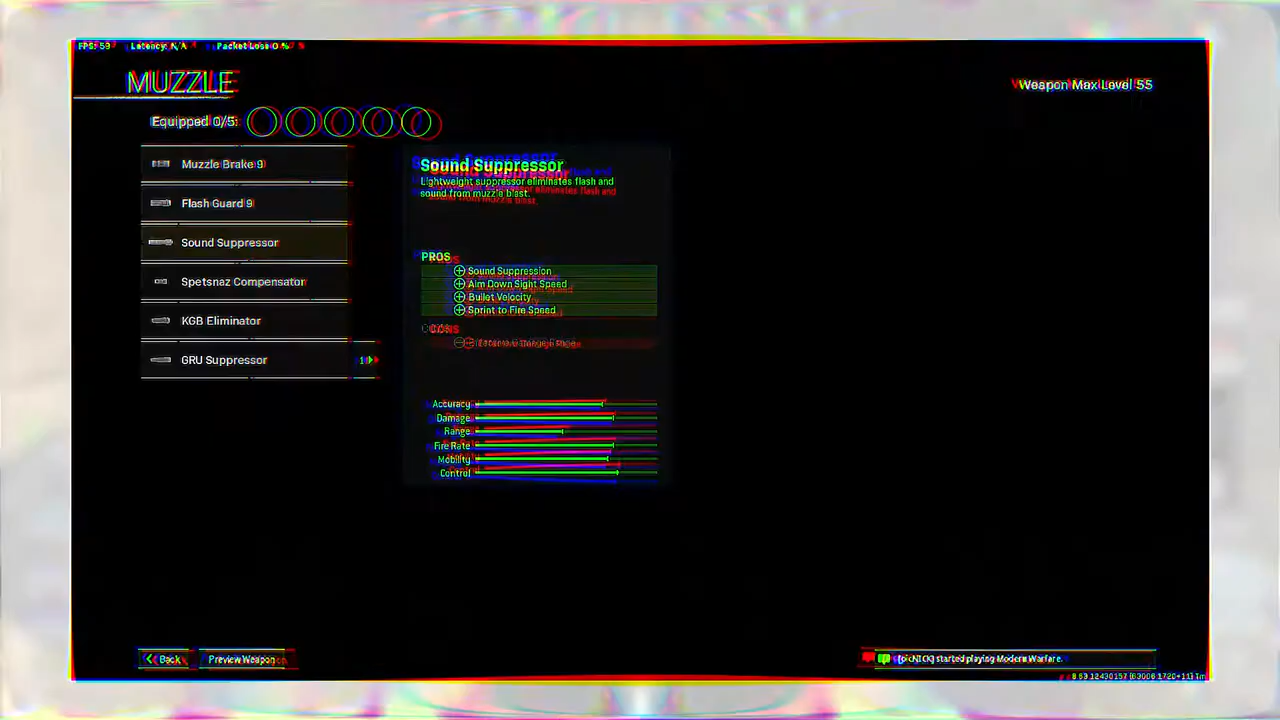 FPS: 59 Latency: N/A Packet Loss 0 %
MUZZLE
Weapon Max Level 55
Equipped 0/5:
Muzzle Brake 9
Flash Guard 9
Sound Suppressor
Spetsnaz Compensator
KGB Eliminator
GRU Suppressor
1
Sound Suppressor
Lightweight suppressor eliminates flash and
sound from muzzle blast.
PROS
Sound Suppression
Aim Down Sight Speed
Bullet Velocity
Sprint to Fire Speed
CONS
Damage Range
Accuracy
Damage
Range
Fire Rate
Mobility
Control
Back
Preview Weapon
started playing Modern Warfare.